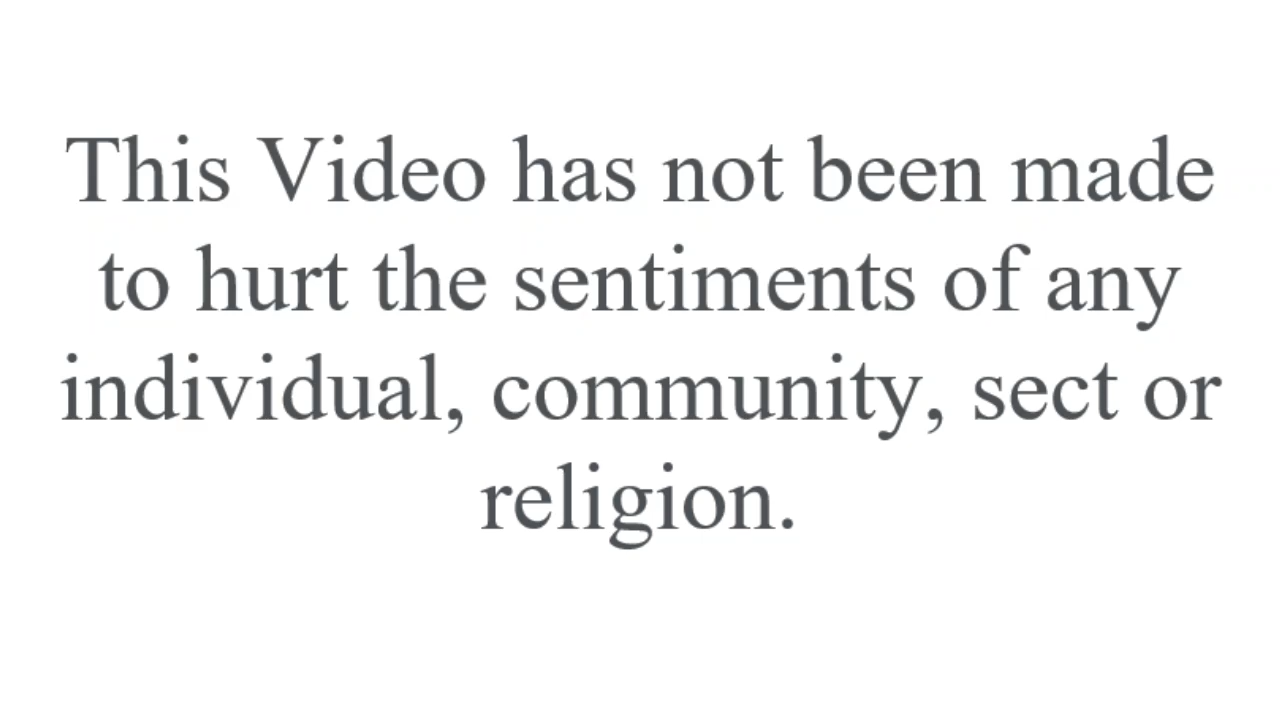 This Video has not been made
to hurt the sentiments of any
individual, community, sect or
religion.